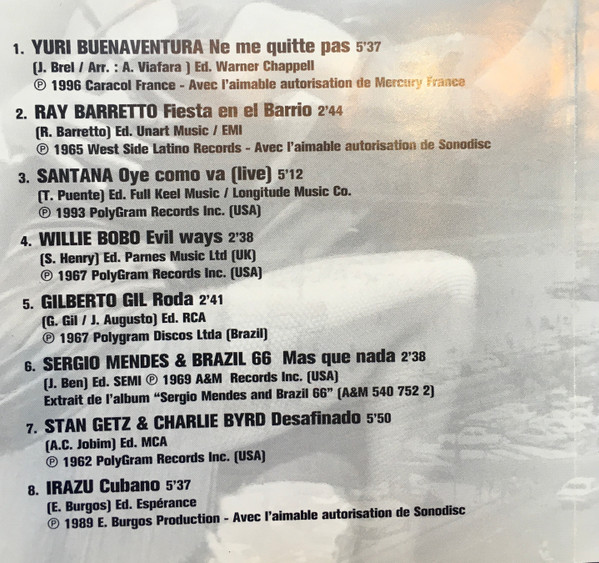 1. YURI BUENAVENTURA Ne me quitte pas 5'37
(J. Brel / Arr. : A. Viafara ) Ed. Warner Chappell
℗ 1996 Caracol France - Avec l'aimable autorisation de Mercury France
2. RAY BARRETTO Fiesta en el Barrio 2'44
(R. Barretto) Ed. Unart Music / EMI
℗ 1965 West Side Latino Records - Avec l'aimable autorisation de Sonodisc
3. SANTANA Oye como va (live) 5'12
(T. Puente) Ed. Full Keel Music / Longitude Music Co.
℗ 1993 PolyGram Records Inc. (USA)
4. WILLIE BOBO Evil ways 2'38
(S. Henry) Ed. Parnes Music Ltd (UK)
℗ 1967 PolyGram Records Inc. (USA)
5. GILBERTO GIL Roda 2'41
(G. Gil / J. Augusto) Ed. RCA
℗ 1967 Polygram Discos Ltda (Brazil)
6. SERGIO MENDES & BRAZIL 66 Mas que nada 2'38
(J. Ben) Ed. SEMI ℗ 1969 A&M Records Inc. (USA)
Extrait de l'album "Sergio Mendes and Brazil 66" (A&M 540 752 2)
7. STAN GETZ & CHARLIE BYRD Desafinado 5'50
(A.C. Jobim) Ed. MCA
℗ 1962 PolyGram Records Inc. (USA)
8. IRAZU Cubano 5'37
(E. Burgos) Ed. Espérance
℗ 1989 E. Burgos Production - Avec l'aimable autorisation de Sonodisc